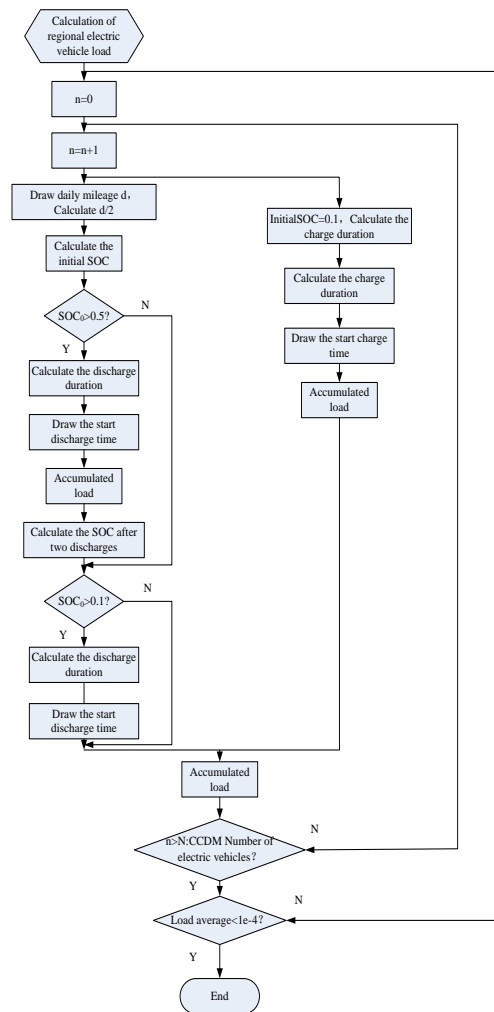 Calculation of
regional electric
vehicle load
n=0
n=n+1
Draw daily mileage d,
Calculate d/2
Calculate the
initial SOC
SOC₀>0.5?
N
Y
Calculate the discharge
duration
Draw the start
discharge time
Accumulated
load
Calculate the SOC after
two discharges
SOC₀>0.1?
N
Y
Calculate the discharge
duration
Draw the start
discharge time
InitialSOC=0.1, Calculate the
charge duration
Calculate the charge
duration
Draw the start charge
time
Accumulated
load
Accumulated
load
n>N:CCDM Number of
electric vehicles?
N
Y
Load average<1e-4?
N
Y
End